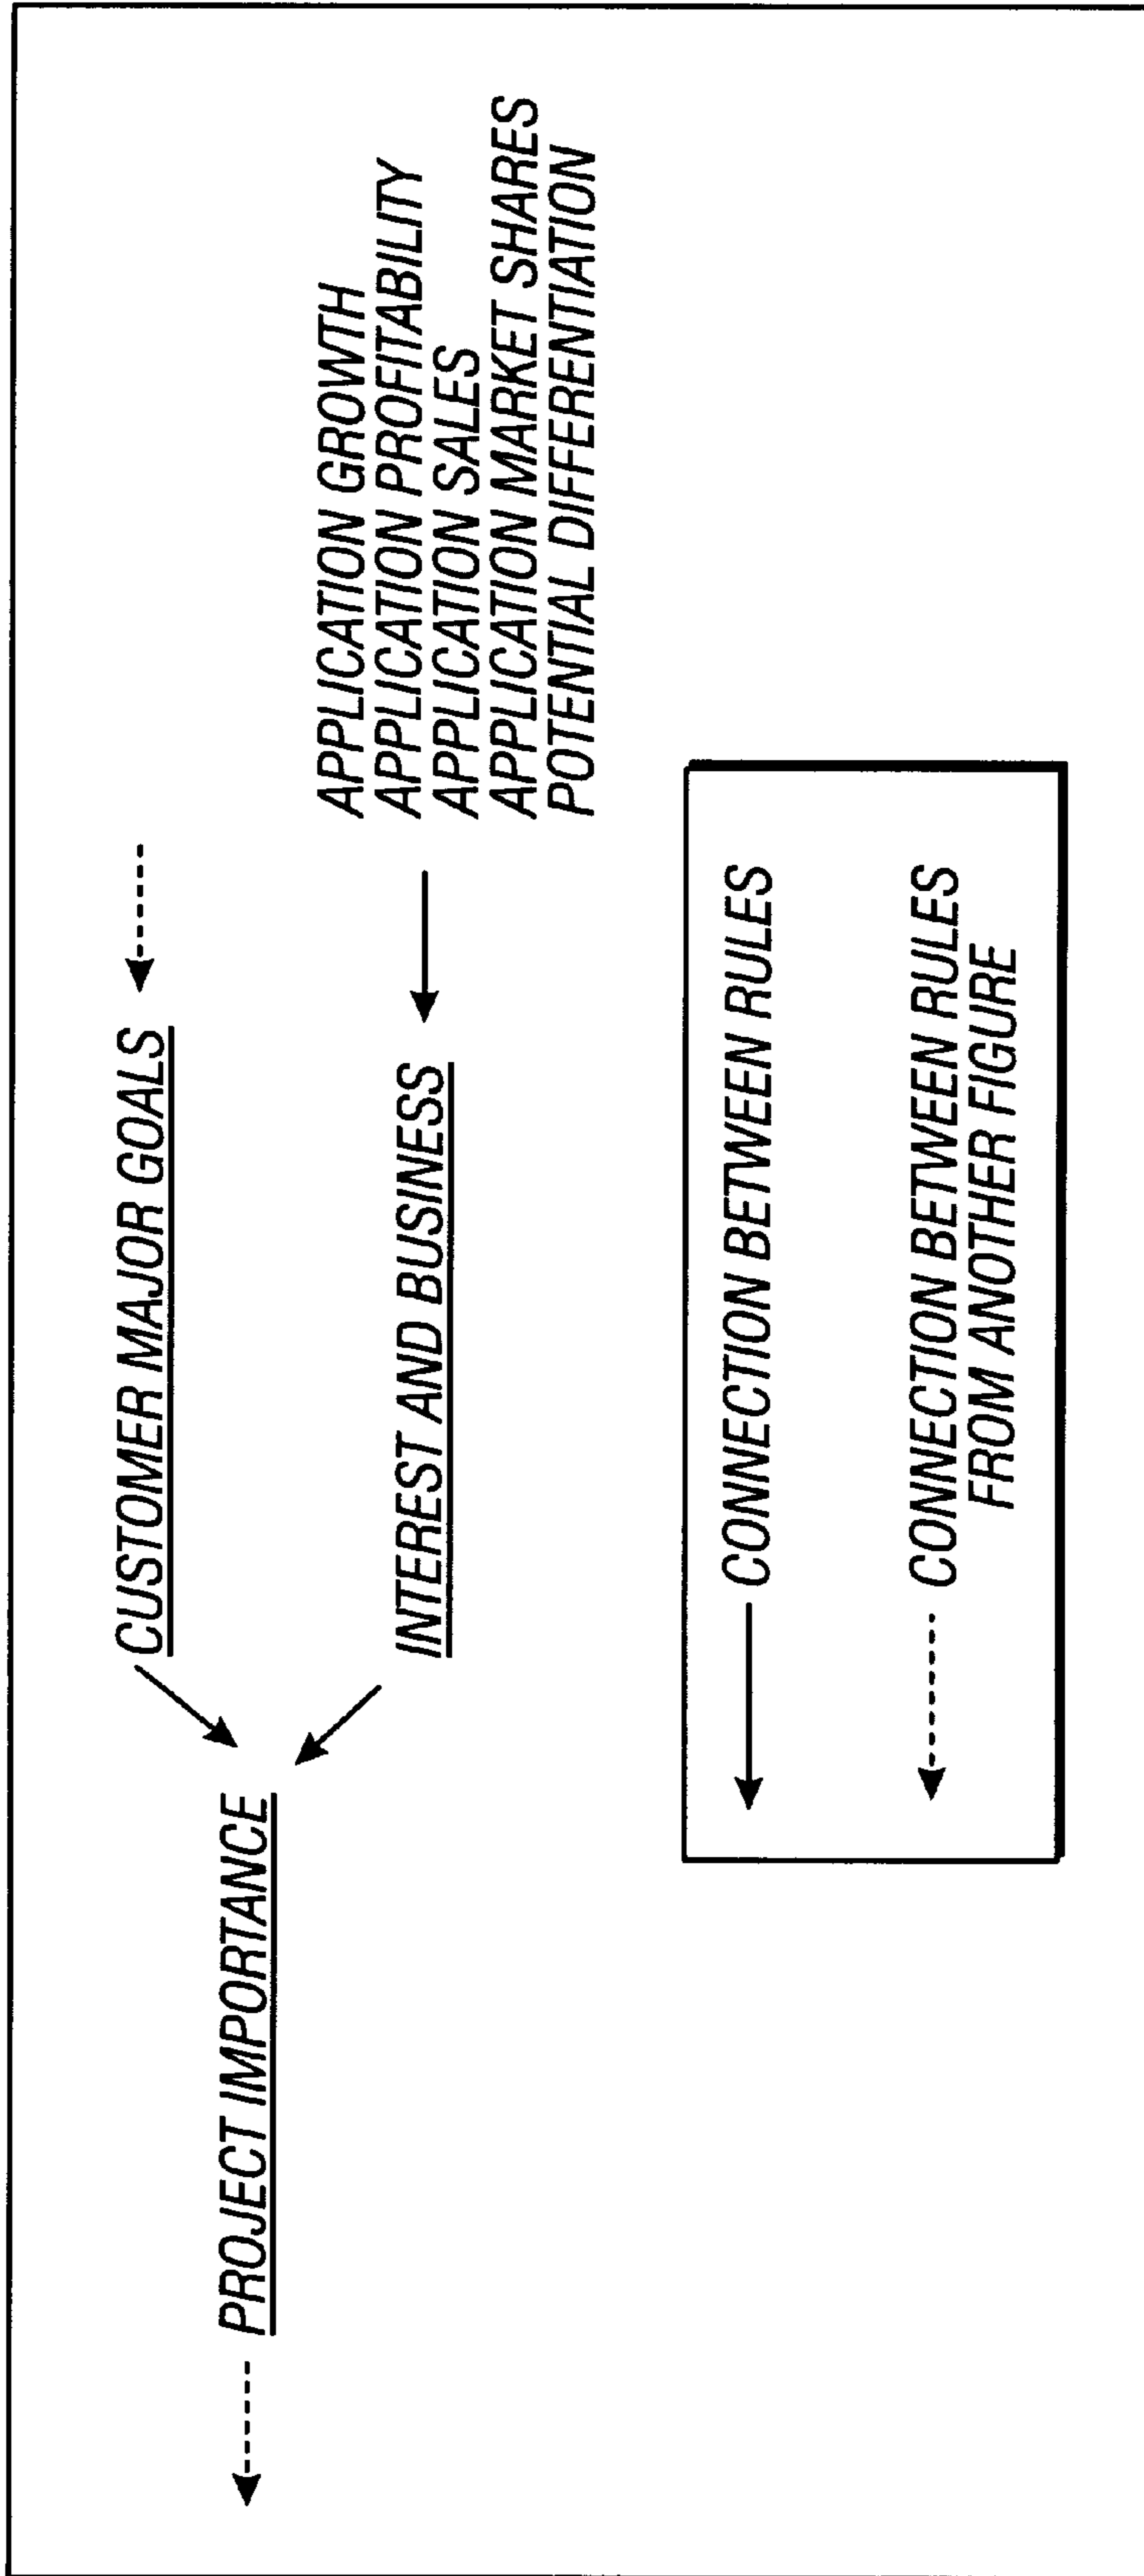 CUSTOMER MAJOR GOALS
PROJECT IMPORTANCE
INTEREST AND BUSINESS
APPLICATION GROWTH
APPLICATION PROFITABILITY
APPLICATION SALES
APPLICATION MARKET SHARES
POTENTIAL DIFFERENTIATION
CONNECTION BETWEEN RULES
CONNECTION BETWEEN RULES
FROM ANOTHER FIGURE